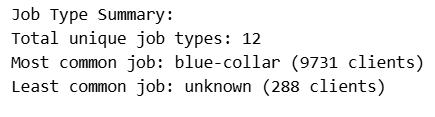 Job Type Summary:
Total unique job types: 12
Most common job: blue-collar (9731 clients)
Least common job: unknown (288 clients)